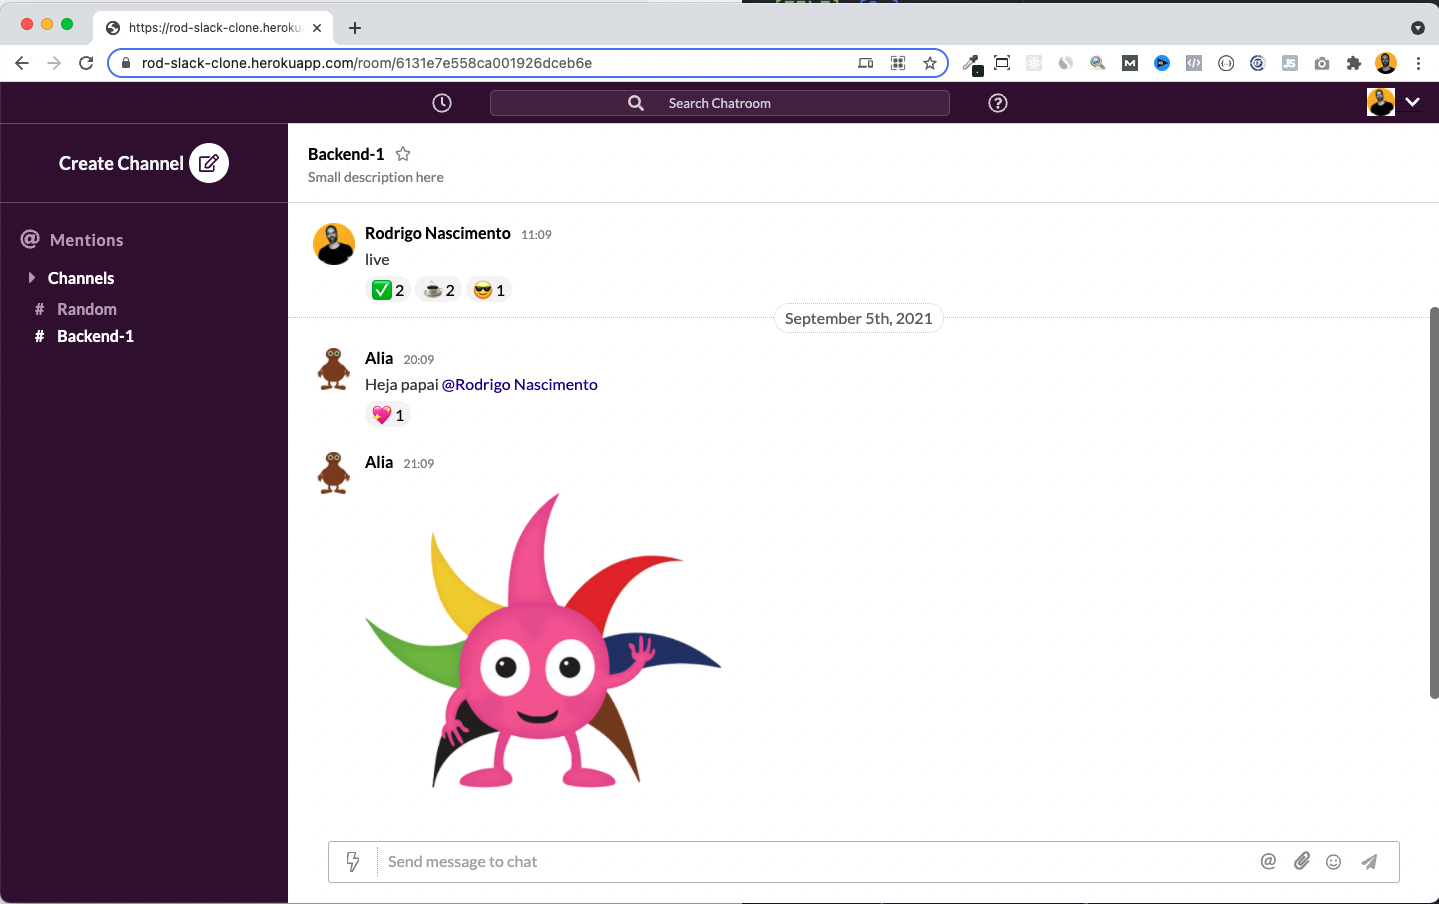 https://rod-slack-clone.heroku
rod-slack-clone.herokuapp.com/room/6131e7e558ca001926dceb6e
Search Chatroom
Create Channel
@ Mentions
Channels
# Random
# Backend-1
Backend-1
Small description here
Rodrigo Nascimento 11:09
live
2 2 1
September 5th, 2021
Alia 20:09
Heja papai @Rodrigo Nascimento
1
Alia 21:09
Send message to chat